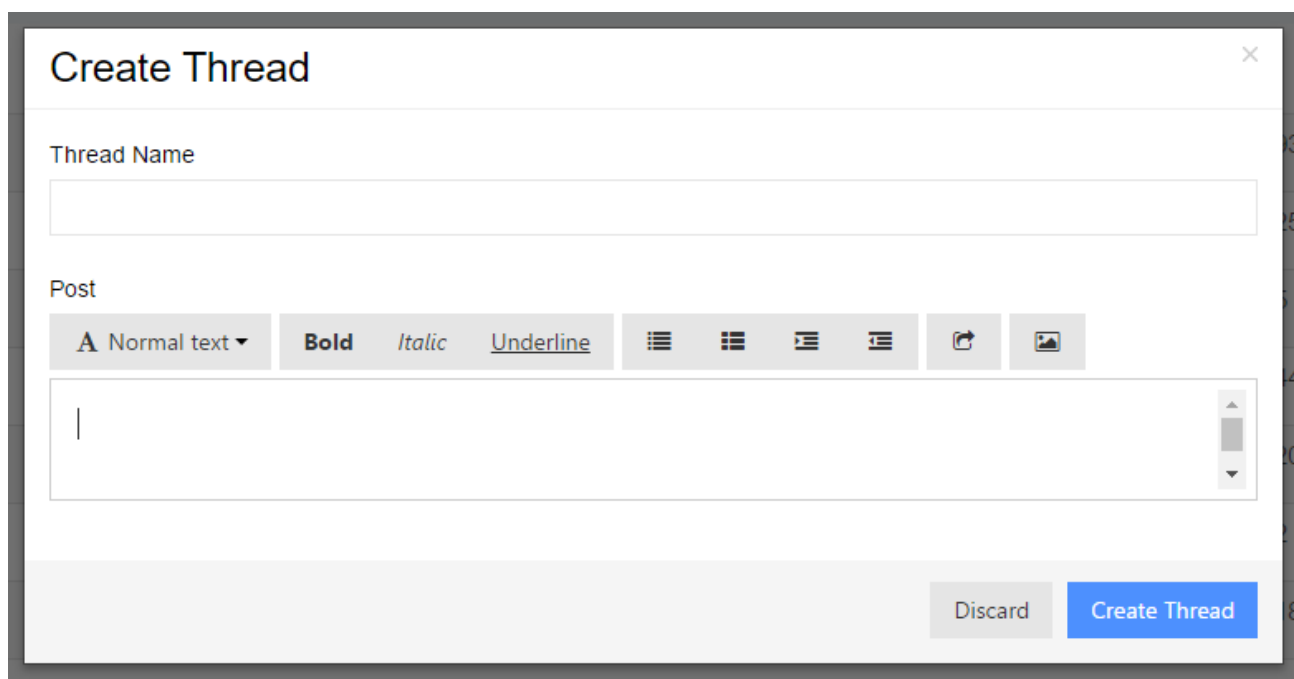 Create Thread
Thread Name
Post
A Normal text Bold Italic Underline
Discard Create Thread